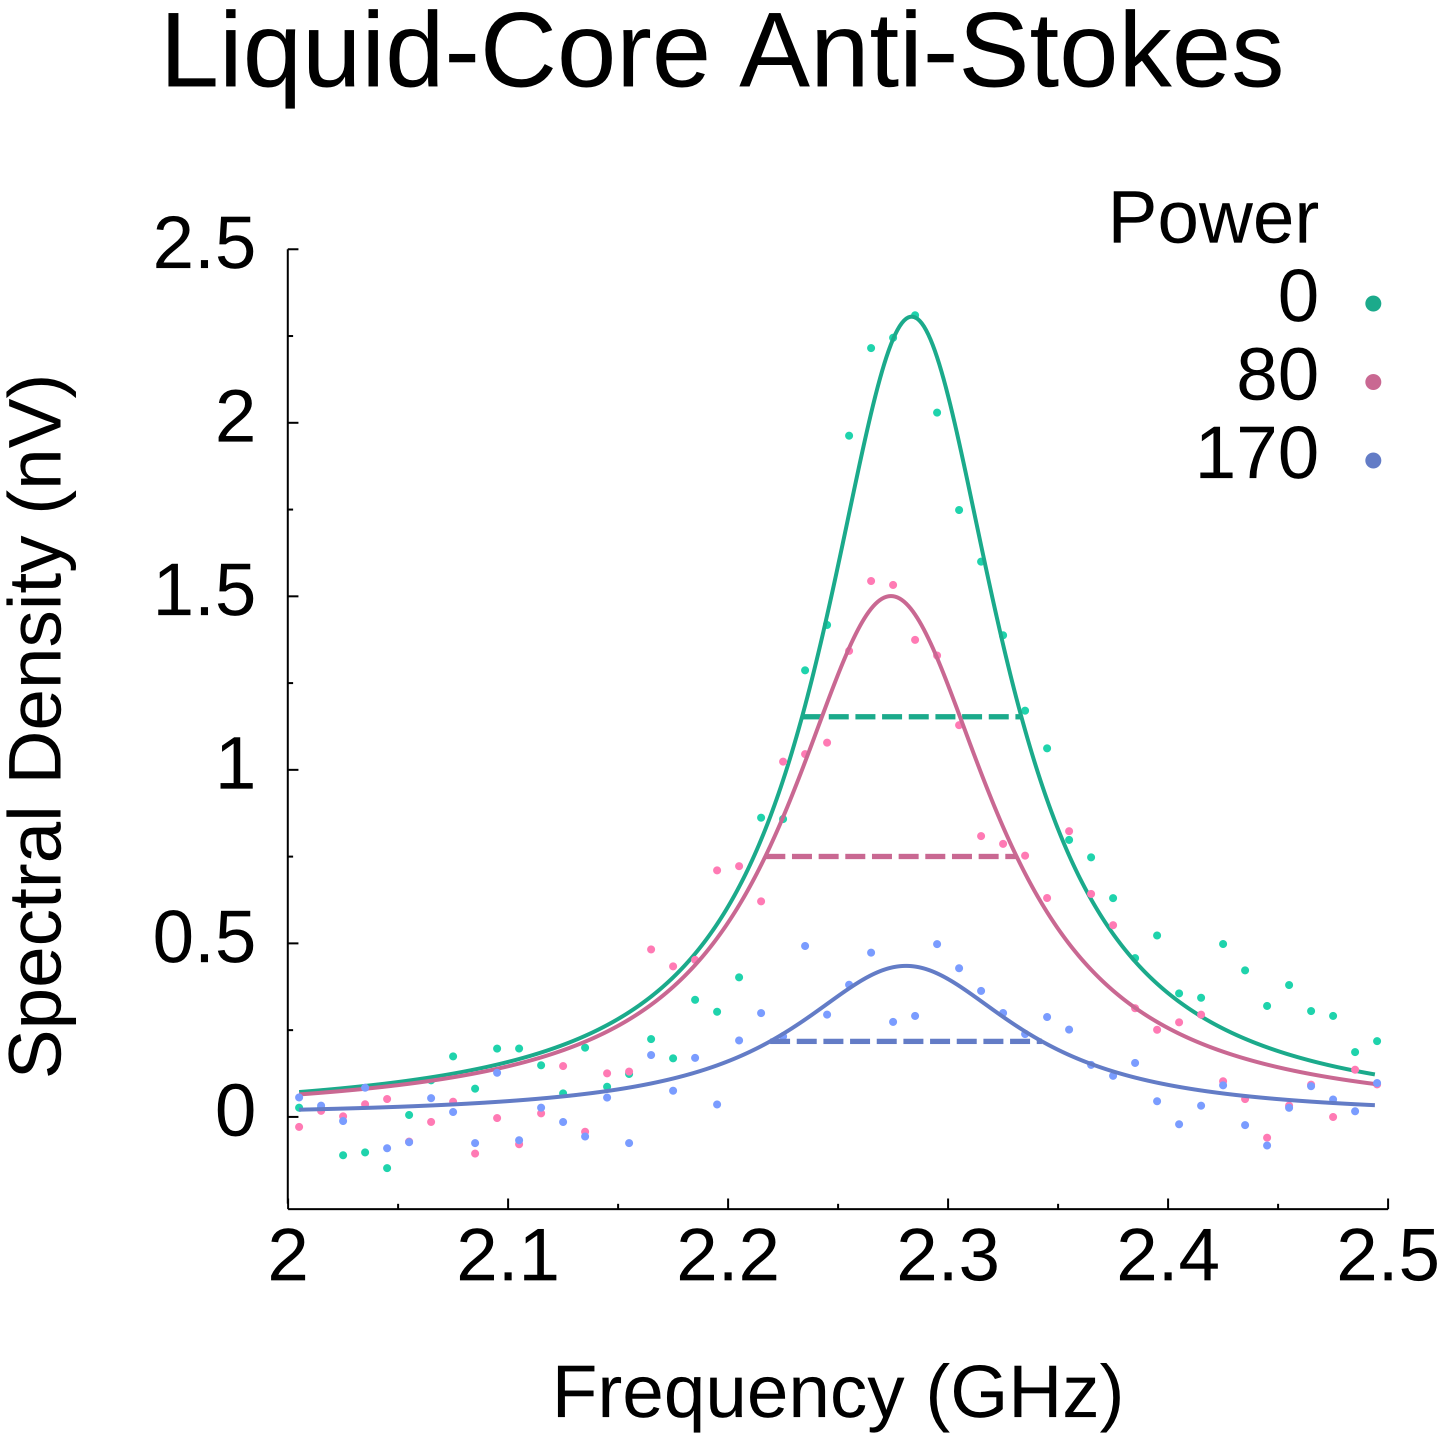 Liquid-Core Anti-Stokes
Power
0
80
170
Spectral Density (nV)
2.5
2
1.5
1
0.5
0
2 2.1 2.2 2.3 2.4 2.5
Frequency (GHz)